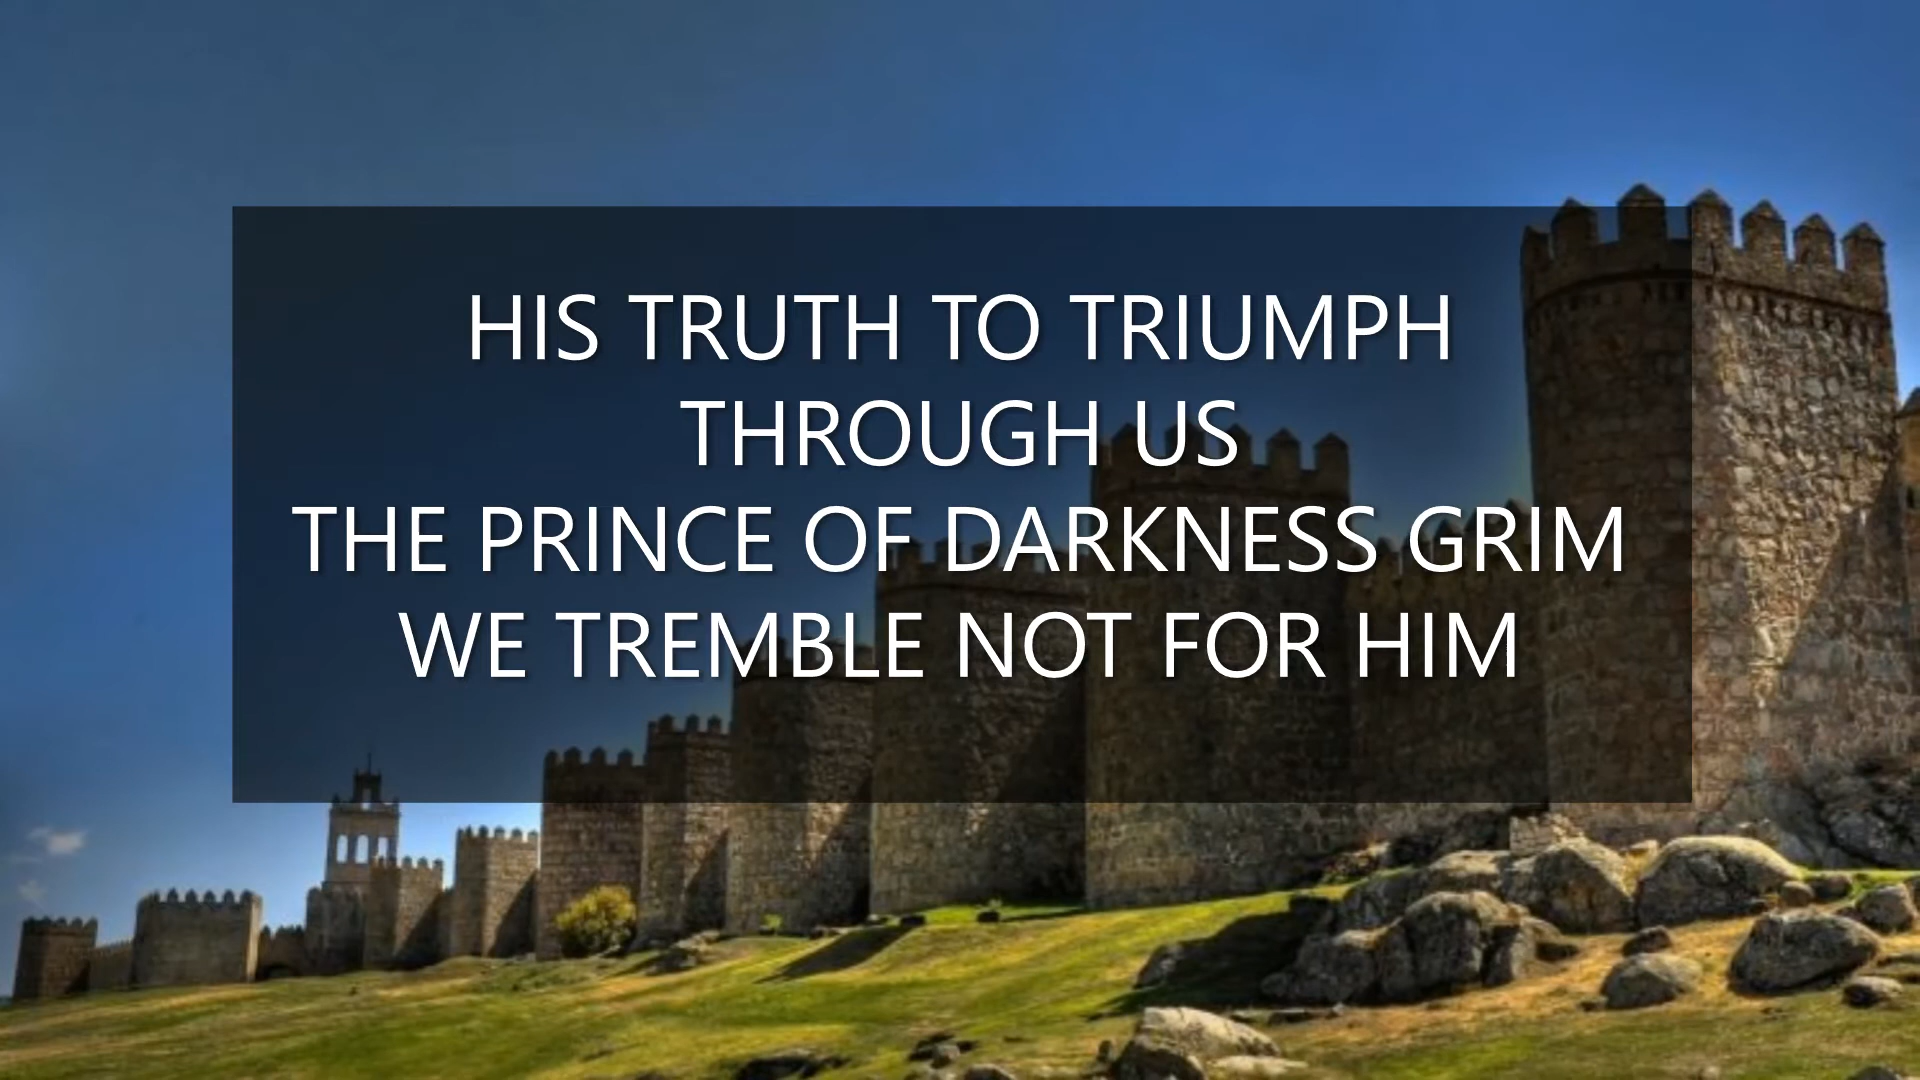 HIS TRUTH TO TRIUMPH
THROUGH US
THE PRINCE OF DARKNESS GRIM
WE TREMBLE NOT FOR HIM